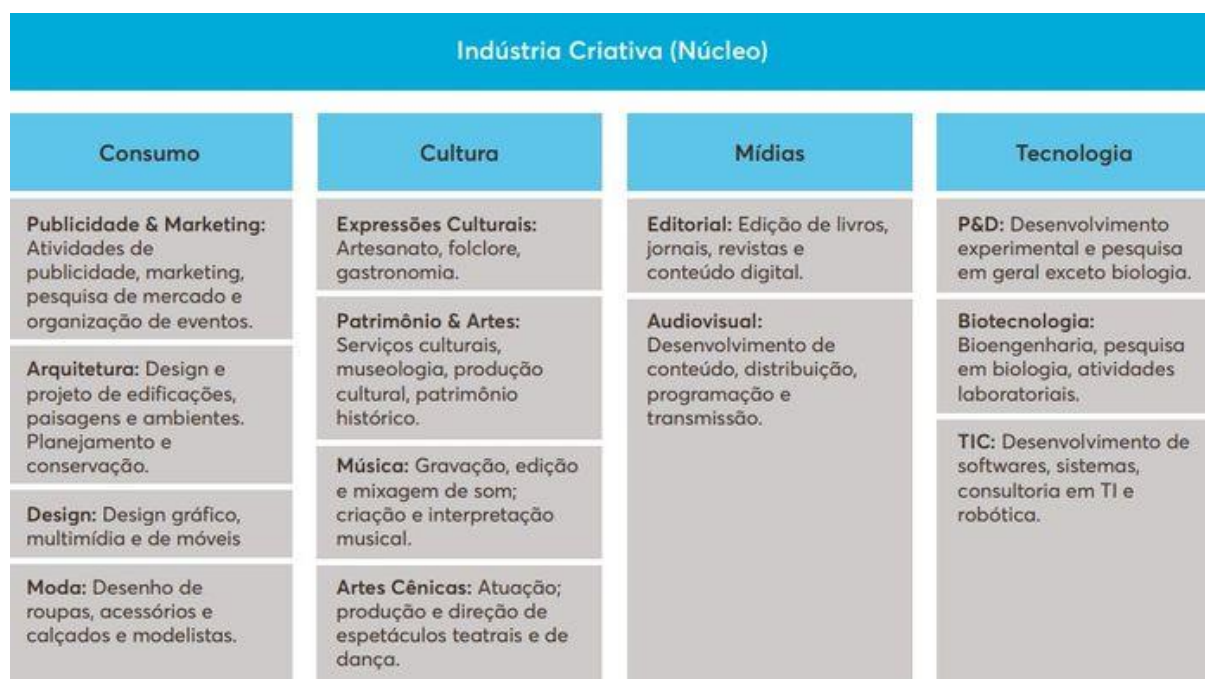 Indústria Criativa (Núcleo)
Consumo
Publicidade & Marketing:
Atividades de
publicidade, marketing,
pesquisa de mercado e
organização de eventos.
Arquitetura: Design e
projeto de edificações,
paisagens e ambientes.
Planejamento e
conservação.
Design: Design gráfico,
multimídia e de móveis
Moda: Desenho de
roupas, acessórios e
calçados e modelistas.
Cultura
Expressões Culturais:
Artesanato, folclore,
gastronomia.
Patrimônio & Artes:
Serviços culturais,
museologia, produção
cultural, patrimônio
histórico.
Música: Gravação, edição
e mixagem de som;
criação e interpretação
musical.
Artes Cênicas: Atuação;
produção e direção de
espetáculos teatrais e de
dança.
Mídias
Editorial: Edição de livros,
jornais, revistas e
conteúdo digital.
Audiovisual:
Desenvolvimento de
conteúdo, distribuição,
programação e
transmissão.
Tecnologia
P&D: Desenvolvimento
experimental e pesquisa
em geral exceto biologia.
Biotecnologia:
Bioengenharia, pesquisa
em biologia, atividades
laboratoriais.
TIC: Desenvolvimento de
softwares, sistemas,
consultoria em TI e
robótica.